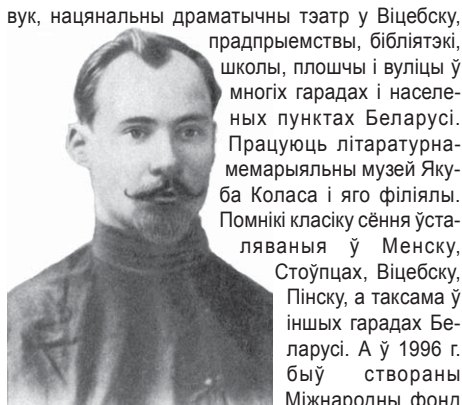 вук, нацянальны драматычны тэатр у Віцебску,
прадпрыемствы, бібліятэкі,
школы, плошчы і вуліцы ў
многіх гарадах і населе-
ных пунктах Беларусі.
Працуюць літаратурна-
мемарыяльны музей Яку-
ба Коласа і яго філіялы.
Помнікі класіку сёння ўста-
ляваныя ў Менску,
Стоўпцах, Віцебску,
Пінску, а таксама ў
іншых гарадах Бе-
ларусі. А ў 1996 г.
быў створаны
Міжнародны фонд